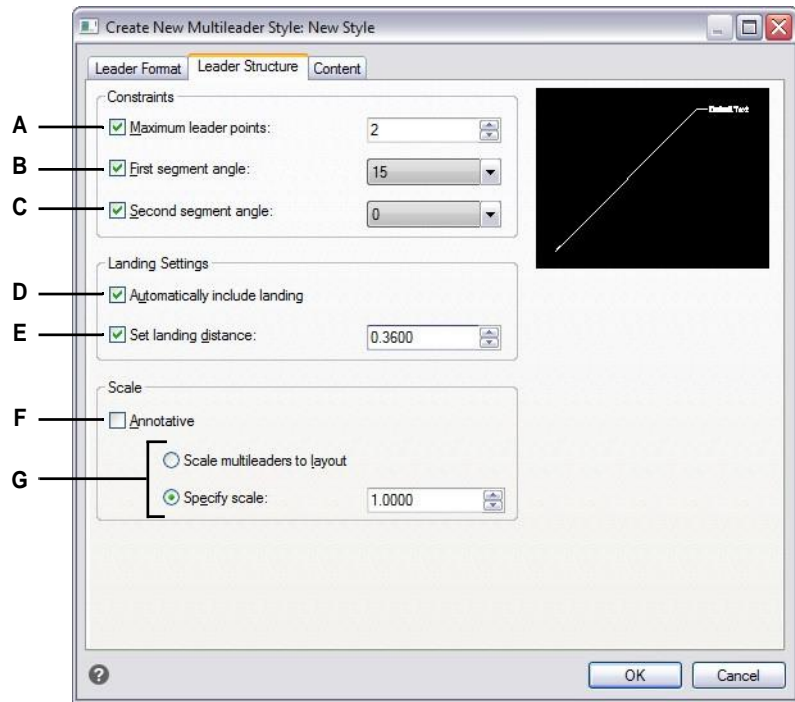 Create New Multileader Style: New Style
Leader Format Leader Structure Content
Constraints
A Maximum leader points: 2
B First segment angle: 15
C Second segment angle: 0
Default Text
Landing Settings
D Automatically include landing
E Set landing distance: 0.3600
Scale
F Annotative
G
Scale multileaders to layout
Specify scale: 1.0000
?
OK Cancel